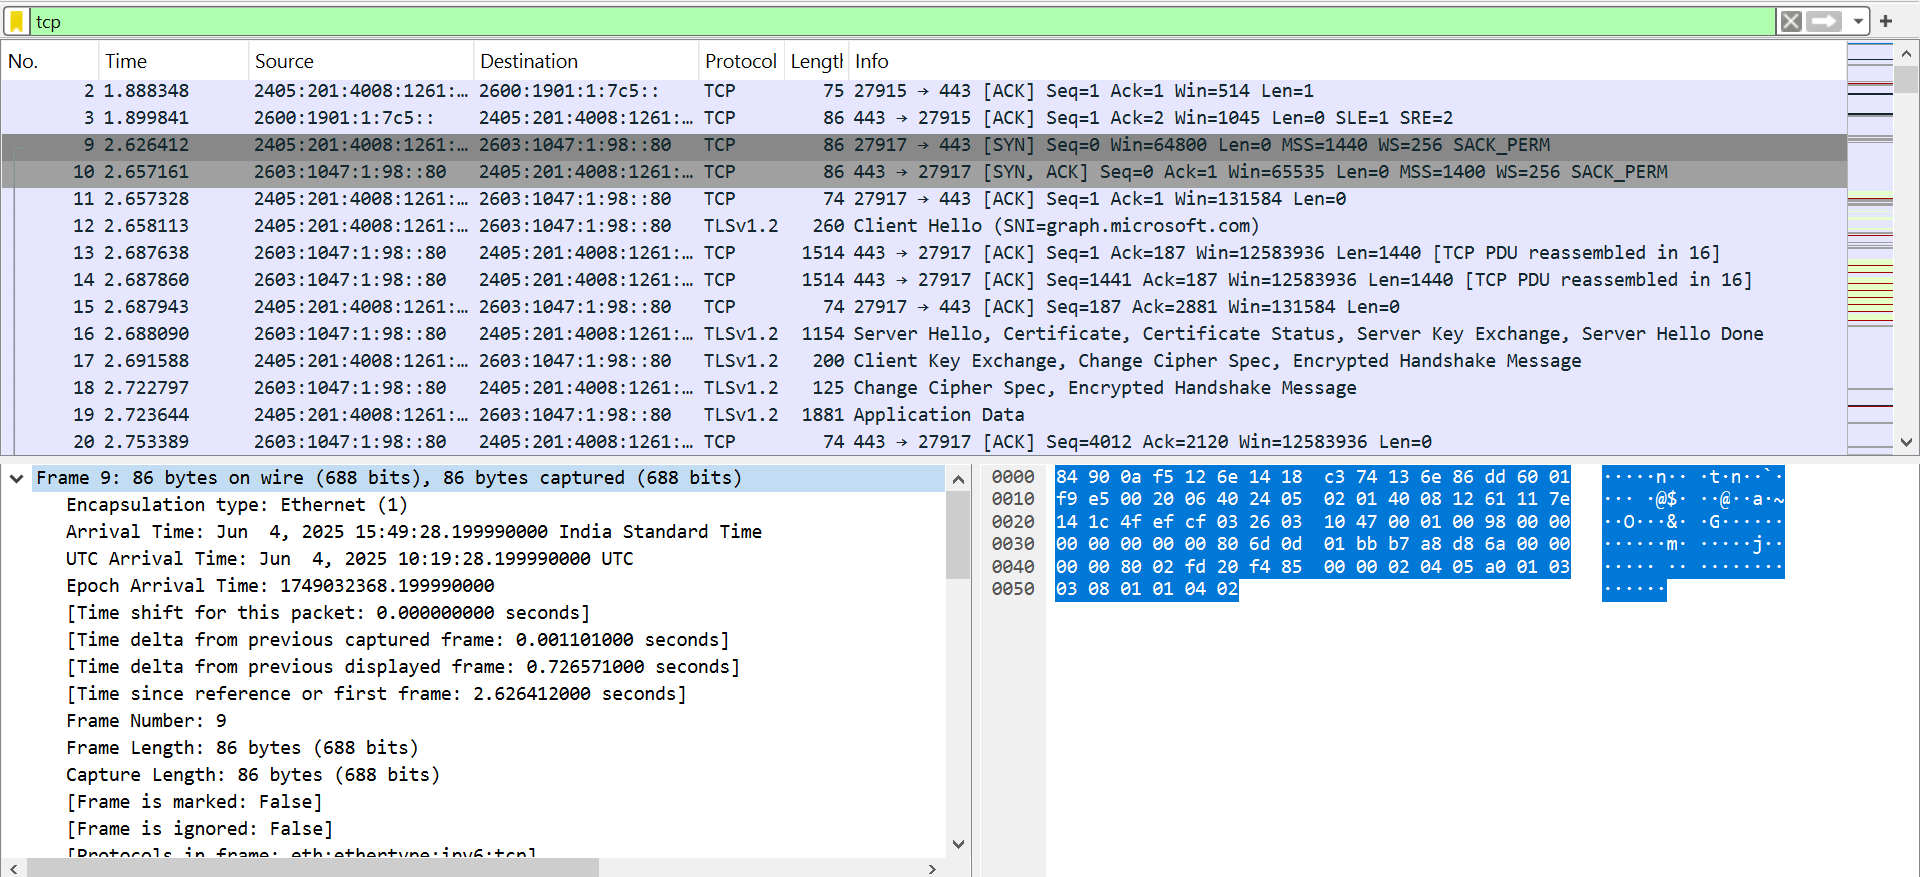 tcp
No. Time Source Destination Protocol Length Info
2 1.888348 2405:201:4008:1261:… 2600:1901:1:7c5:: TCP 75 27915 → 443 [ACK] Seq=1 Ack=1 Win=514 Len=1
3 1.899841 2600:1901:1:7c5:: 2405:201:4008:1261:… TCP 86 443 → 27915 [ACK] Seq=1 Ack=2 Win=1045 Len=0 SLE=1 SRE=2
9 2.626412 2405:201:4008:1261:… 2603:1047:1:98::80 TCP 86 27917 → 443 [SYN] Seq=0 Win=64800 Len=0 MSS=1440 WS=256 SACK_PERM
10 2.657161 2603:1047:1:98::80 2405:201:4008:1261:… TCP 86 443 → 27917 [SYN, ACK] Seq=0 Ack=1 Win=65535 Len=0 MSS=1400 WS=256 SACK_PERM
11 2.657328 2405:201:4008:1261:… 2603:1047:1:98::80 TCP 74 27917 → 443 [ACK] Seq=1 Ack=1 Win=131584 Len=0
12 2.658113 2405:201:4008:1261:… 2603:1047:1:98::80 TLSv1.2 260 Client Hello (SNI=graph.microsoft.com)
13 2.687638 2603:1047:1:98::80 2405:201:4008:1261:… TCP 1514 443 → 27917 [ACK] Seq=1 Ack=187 Win=12583936 Len=1440 [TCP PDU reassembled in 16]
14 2.687860 2603:1047:1:98::80 2405:201:4008:1261:… TCP 1514 443 → 27917 [ACK] Seq=1441 Ack=187 Win=12583936 Len=1440 [TCP PDU reassembled in 16]
15 2.687943 2405:201:4008:1261:… 2603:1047:1:98::80 TCP 74 27917 → 443 [ACK] Seq=187 Ack=2881 Win=131584 Len=0
16 2.688090 2603:1047:1:98::80 2405:201:4008:1261:… TLSv1.2 1154 Server Hello, Certificate, Certificate Status, Server Key Exchange, Server Hello Done
17 2.691588 2405:201:4008:1261:… 2603:1047:1:98::80 TLSv1.2 200 Client Key Exchange, Change Cipher Spec, Encrypted Handshake Message
18 2.722797 2603:1047:1:98::80 2405:201:4008:1261:… TLSv1.2 125 Change Cipher Spec, Encrypted Handshake Message
19 2.723644 2405:201:4008:1261:… 2603:1047:1:98::80 TLSv1.2 1881 Application Data
20 2.753389 2603:1047:1:98::80 2405:201:4008:1261:… TCP 74 443 → 27917 [ACK] Seq=4012 Ack=2120 Win=12583936 Len=0
Frame 9: 86 bytes on wire (688 bits), 86 bytes captured (688 bits)
Encapsulation type: Ethernet (1)
Arrival Time: Jun  4, 2025 15:49:28.199990000 India Standard Time
UTC Arrival Time: Jun  4, 2025 10:19:28.199990000 UTC
Epoch Arrival Time: 1749032368.199990000
[Time shift for this packet: 0.000000000 seconds]
[Time delta from previous captured frame: 0.001101000 seconds]
[Time delta from previous displayed frame: 0.726571000 seconds]
[Time since reference or first frame: 2.626412000 seconds]
Frame Number: 9
Frame Length: 86 bytes (688 bits)
Capture Length: 86 bytes (688 bits)
[Frame is marked: False]
[Frame is ignored: False]
[Protocols in frame: eth:ethertype:ipv6:tcp]
0000 84 90 0a f5 12 6e 14 18 c3 74 13 6e 86 dd 60 01 ·····n·· ·t·n··`·
0010 f9 e5 00 20 06 40 24 05 02 01 40 08 12 61 11 7e ··· ·@$· ··@··a·~
0020 14 1c 4f ef cf 03 26 03 10 47 00 01 00 98 00 00 ··O···&· ·G······
0030 00 00 00 00 00 80 6d 0d 01 bb b7 a8 d6 6a 00 00 ······m· ·····j··
0040 00 00 80 02 fd 20 f4 85 00 00 02 04 05 a0 01 03 ····· ·· ········
0050 03 08 01 01 04 02 ······